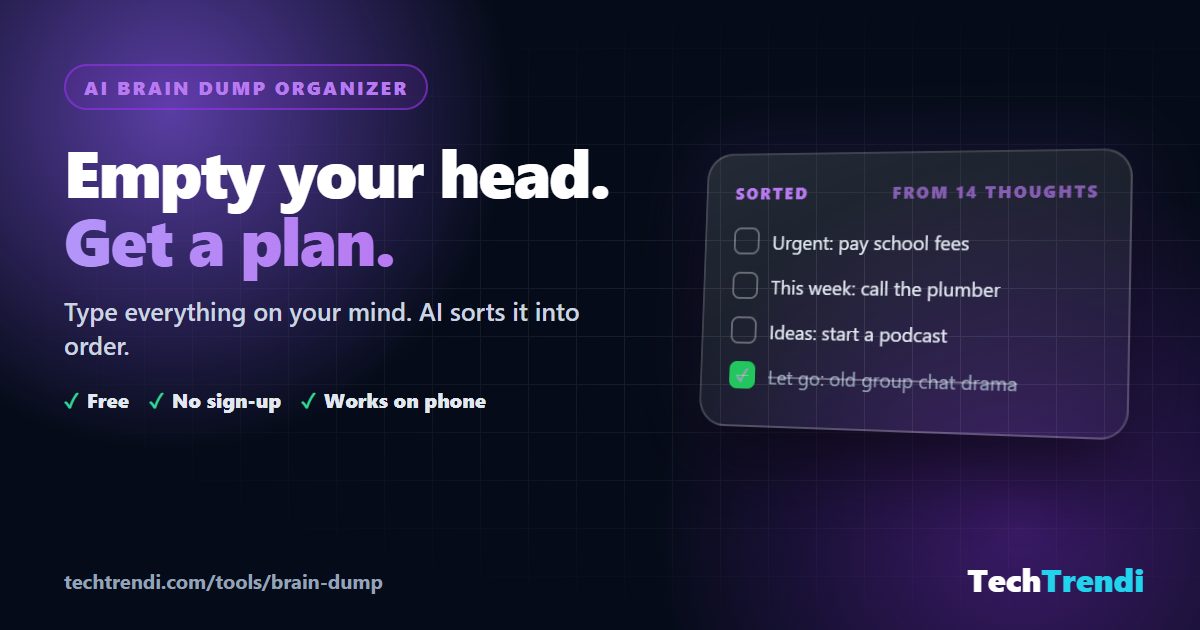 AI BRAIN DUMP ORGANIZER
Empty your head.
Get a plan.
Type everything on your mind. AI sorts it into
order.
✓ Free ✓ No sign-up ✓ Works on phone
SORTED FROM 14 THOUGHTS
Urgent: pay school fees
This week: call the plumber
Ideas: start a podcast
Let go: old group chat drama
techtrendi.com/tools/brain-dump
TechTrendi